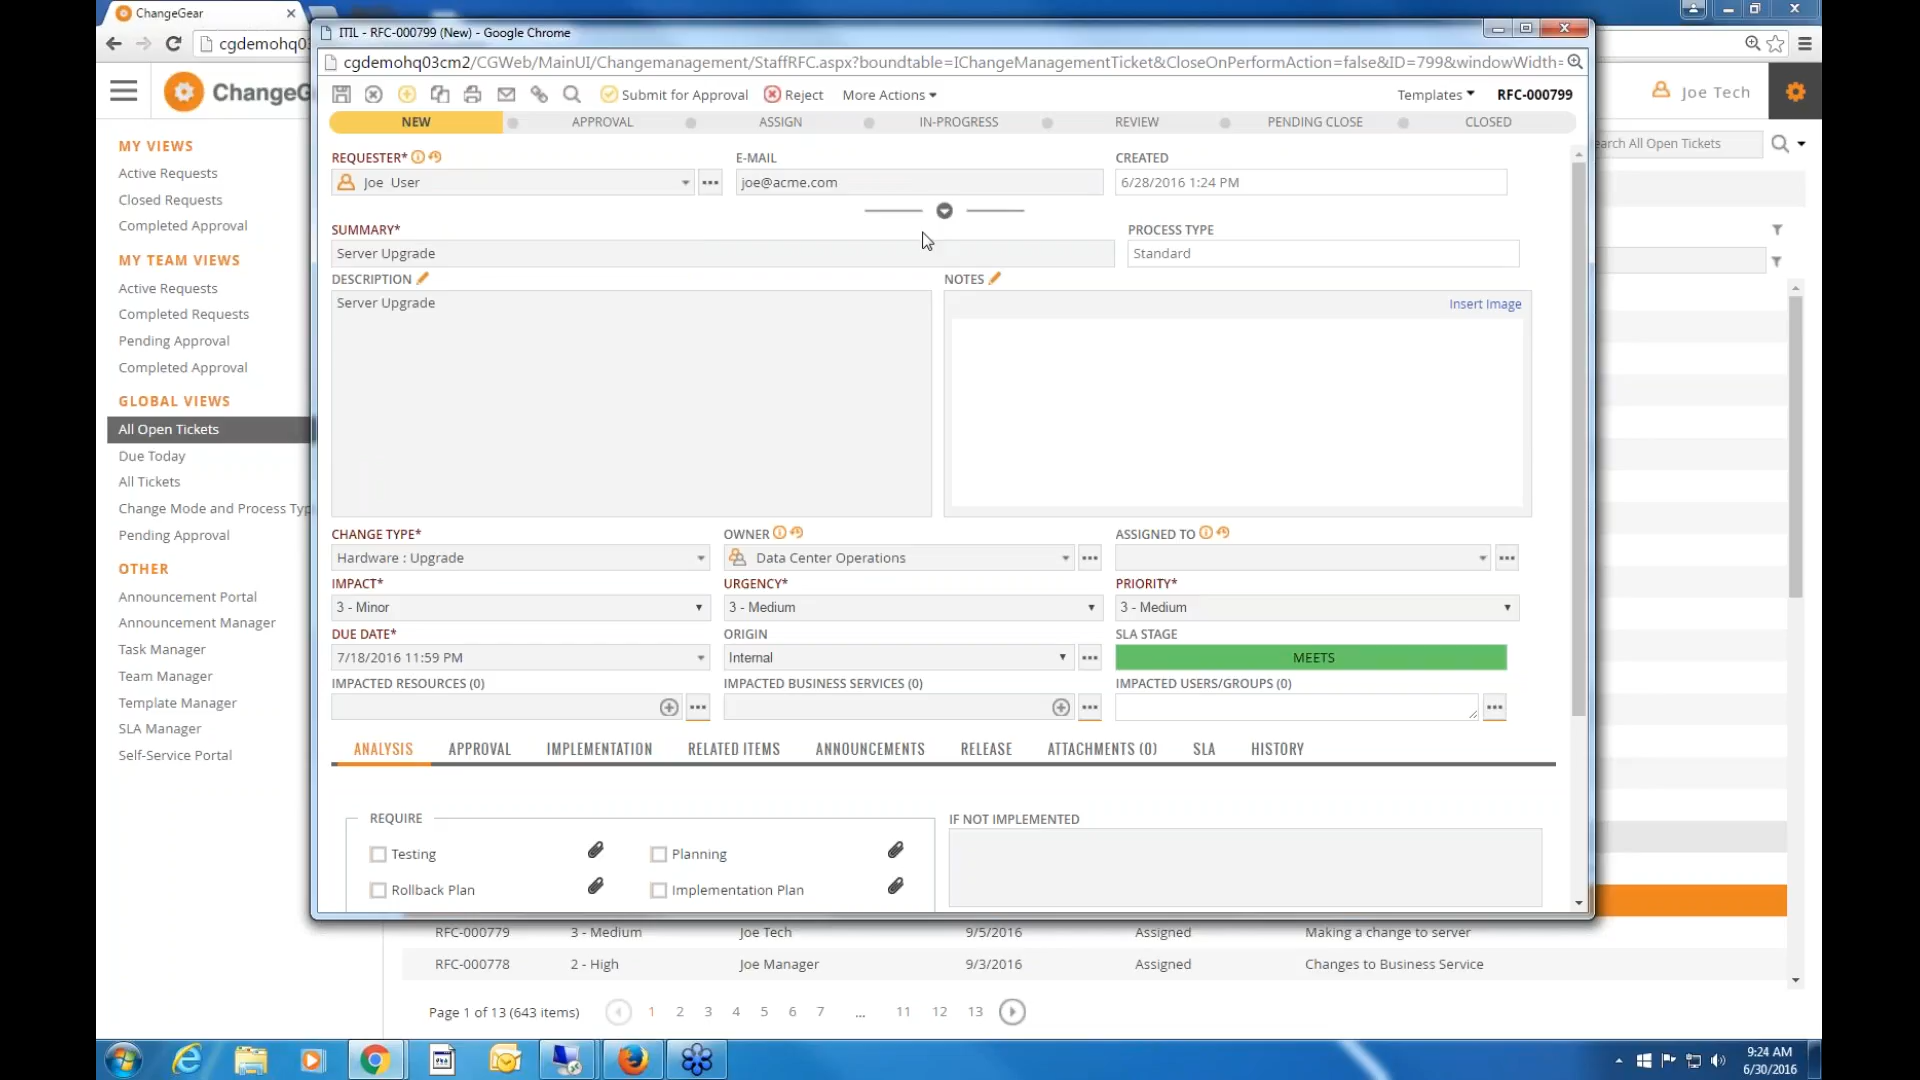 ChangeGear
ITIL - RFC-000799 (New) - Google Chrome
cgdemohq03
cgdemohq03cm2/CGWeb/MainUI/Changemanagement/StaffRFC.aspx?boundtable=IChangeManagementTicket&CloseOnPerformAction=false&ID=799&windowWidth=
ChangeG
Submit for Approval
Reject
More Actions
Templates
RFC-000799
Joe Tech
NEW
APPROVAL
ASSIGN
IN-PROGRESS
REVIEW
PENDING CLOSE
CLOSED
earch All Open Tickets
MY VIEWS
Active Requests
Closed Requests
Completed Approval
MY TEAM VIEWS
Active Requests
Completed Requests
Pending Approval
Completed Approval
GLOBAL VIEWS
All Open Tickets
Due Today
All Tickets
Change Mode and Process Typ
Pending Approval
OTHER
Announcement Portal
Announcement Manager
Task Manager
Team Manager
Template Manager
SLA Manager
Self-Service Portal
REQUESTER*
E-MAIL
CREATED
Joe User
joe@acme.com
6/28/2016 1:24 PM
SUMMARY*
PROCESS TYPE
Server Upgrade
Standard
DESCRIPTION
NOTES
Server Upgrade
Insert Image
CHANGE TYPE*
OWNER
ASSIGNED TO
Hardware : Upgrade
Data Center Operations
IMPACT*
URGENCY*
PRIORITY*
3 - Minor
3 - Medium
3 - Medium
DUE DATE*
ORIGIN
SLA STAGE
7/18/2016 11:59 PM
Internal
MEETS
IMPACTED RESOURCES (0)
IMPACTED BUSINESS SERVICES (0)
IMPACTED USERS/GROUPS (0)
ANALYSIS
APPROVAL
IMPLEMENTATION
RELATED ITEMS
ANNOUNCEMENTS
RELEASE
ATTACHMENTS (0)
SLA
HISTORY
REQUIRE
IF NOT IMPLEMENTED
Testing
Planning
Rollback Plan
Implementation Plan
RFC-000779 3 - Medium Joe Tech 9/5/2016 Assigned Making a change to server
RFC-000778 2 - High Joe Manager 9/3/2016 Assigned Changes to Business Service
Page 1 of 13 (643 items) 1 2 3 4 5 6 7 ... 11 12 13
9:24 AM
6/30/2016